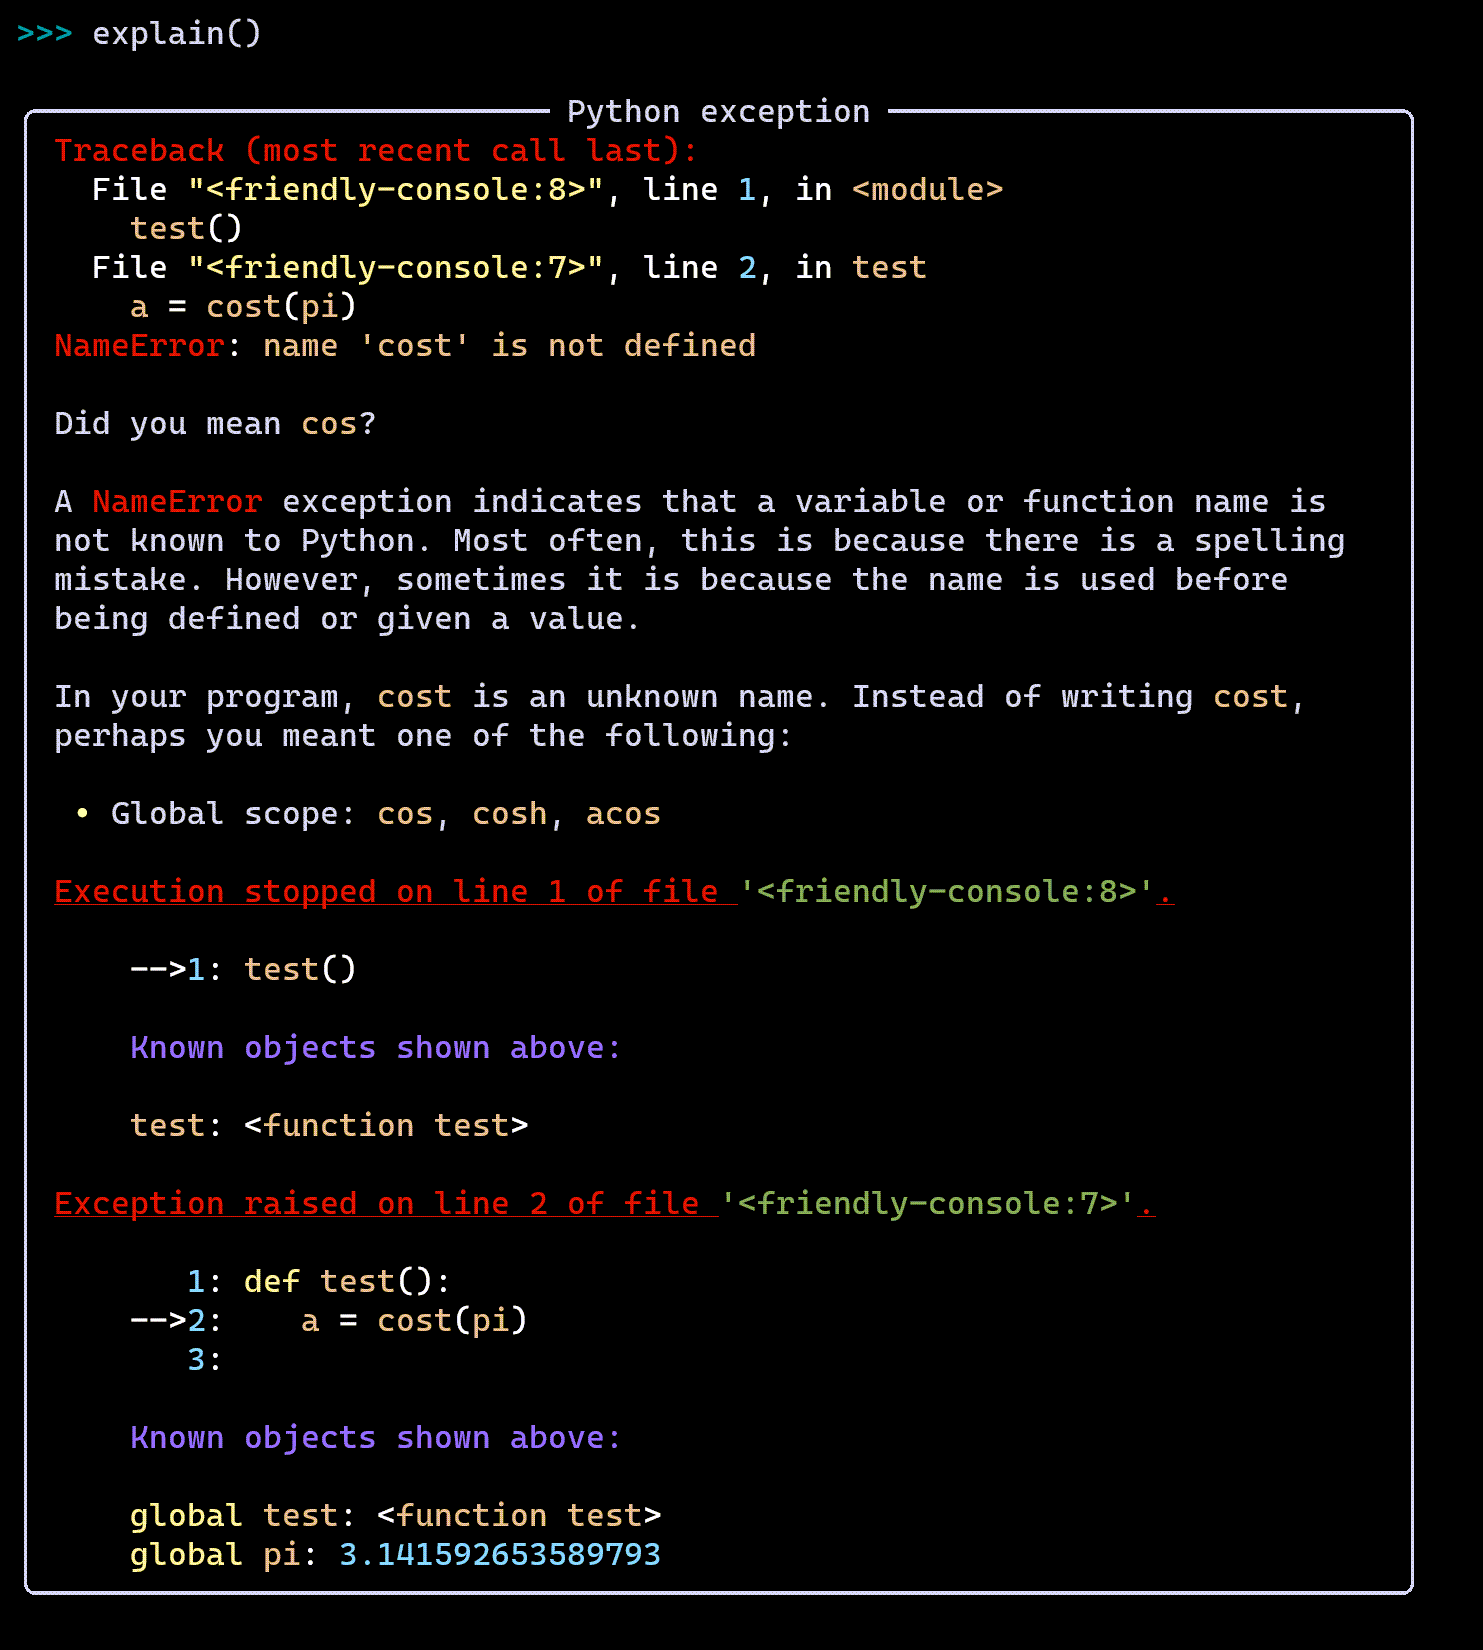 >>> explain()
Python exception
Traceback (most recent call last):
  File "<friendly-console:8>", line 1, in <module>
    test()
  File "<friendly-console:7>", line 2, in test
    a = cost(pi)
NameError: name 'cost' is not defined
Did you mean cos?
A NameError exception indicates that a variable or function name is
not known to Python. Most often, this is because there is a spelling
mistake. However, sometimes it is because the name is used before
being defined or given a value.
In your program, cost is an unknown name. Instead of writing cost,
perhaps you meant one of the following:
 • Global scope: cos, cosh, acos
Execution stopped on line 1 of file '<friendly-console:8>'.
    -->1: test()
    Known objects shown above:
    test: <function test>
Exception raised on line 2 of file '<friendly-console:7>'.
       1: def test():
    -->2:    a = cost(pi)
       3:
    Known objects shown above:
    global test: <function test>
    global pi: 3.141592653589793